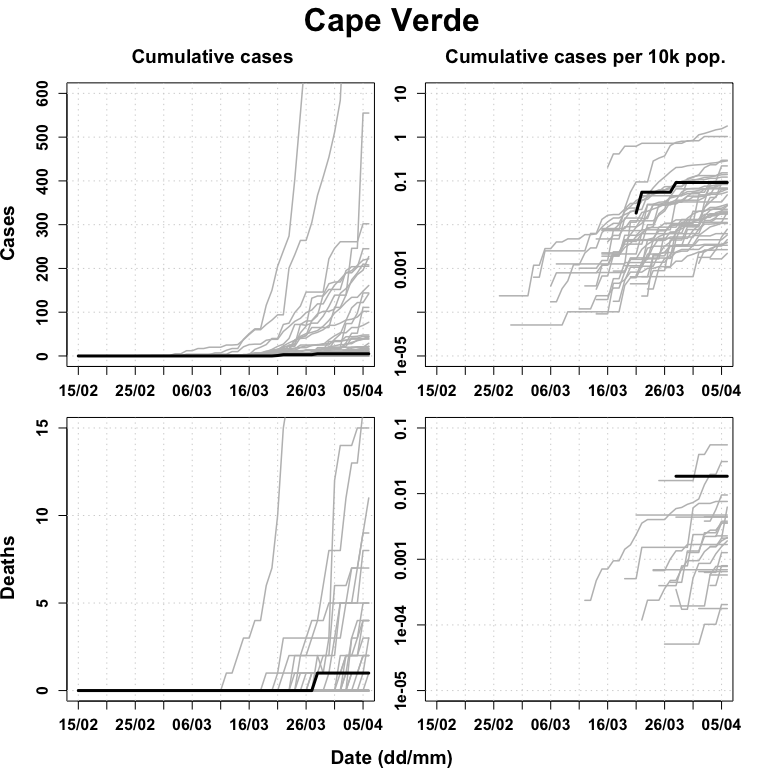 Cape Verde
Cumulative cases
Cumulative cases per 10k pop.
Cases
600
500
400
300
200
100
0
15/02 25/02 06/03 16/03 26/03 05/04
10
1
0.1
0.001
1e-05
15/02 25/02 06/03 16/03 26/03 05/04
Deaths
15
10
5
0
15/02 25/02 06/03 16/03 26/03 05/04
0.1
0.01
0.001
1e-04
1e-05
15/02 25/02 06/03 16/03 26/03 05/04
Date (dd/mm)